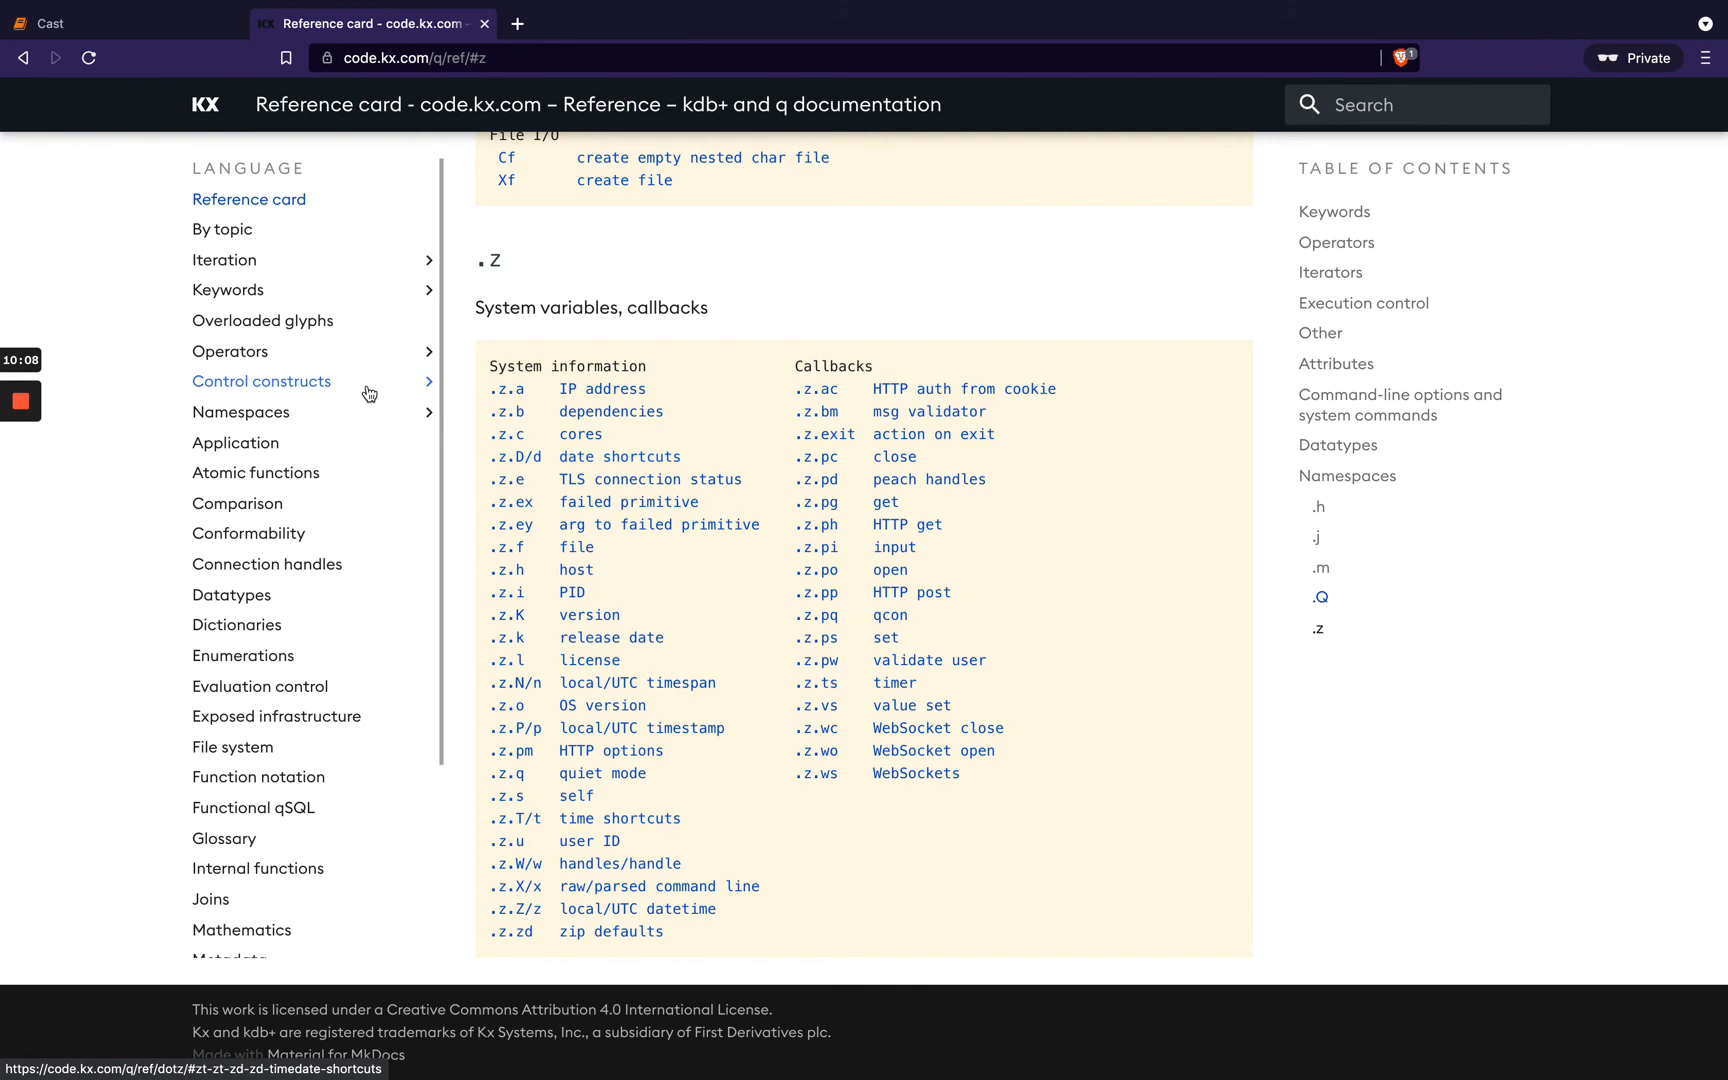 Cast
Reference card - code.kx.com -
code.kx.com/q/ref/#z
1
Private
KX
Reference card - code.kx.com – Reference – kdb+ and q documentation
Search
10:08
LANGUAGE
Reference card
By topic
Iteration
Keywords
Overloaded glyphs
Operators
Control constructs
Namespaces
Application
Atomic functions
Comparison
Conformability
Connection handles
Datatypes
Dictionaries
Enumerations
Evaluation control
Exposed infrastructure
File system
Function notation
Functional qSQL
Glossary
Internal functions
Joins
Mathematics
Metadata
File I/O
Cf create empty nested char file
Xf create file
.z
System variables, callbacks
System information Callbacks
.z.a IP address .z.ac HTTP auth from cookie
.z.b dependencies .z.bm msg validator
.z.c cores .z.exit action on exit
.z.D/d date shortcuts .z.pc close
.z.e TLS connection status .z.pd peach handles
.z.ex failed primitive .z.pg get
.z.ey arg to failed primitive .z.ph HTTP get
.z.f file .z.pi input
.z.h host .z.po open
.z.i PID .z.pp HTTP post
.z.K version .z.pq qcon
.z.k release date .z.ps set
.z.l license .z.pw validate user
.z.N/n local/UTC timespan .z.ts timer
.z.o OS version .z.vs value set
.z.P/p local/UTC timestamp .z.wc WebSocket close
.z.pm HTTP options .z.wo WebSocket open
.z.q quiet mode .z.ws WebSockets
.z.s self
.z.T/t time shortcuts
.z.u user ID
.z.W/w handles/handle
.z.X/x raw/parsed command line
.z.Z/z local/UTC datetime
.z.zd zip defaults
TABLE OF CONTENTS
Keywords
Operators
Iterators
Execution control
Other
Attributes
Command-line options and
system commands
Datatypes
Namespaces
.h
.j
.m
.Q
.z
This work is licensed under a Creative Commons Attribution 4.0 International License.
Kx and kdb+ are registered trademarks of Kx Systems, Inc., a subsidiary of First Derivatives plc.
Made with Material for MkDocs
https://code.kx.com/q/ref/dotz/#zt-zt-zd-zd-timedate-shortcuts